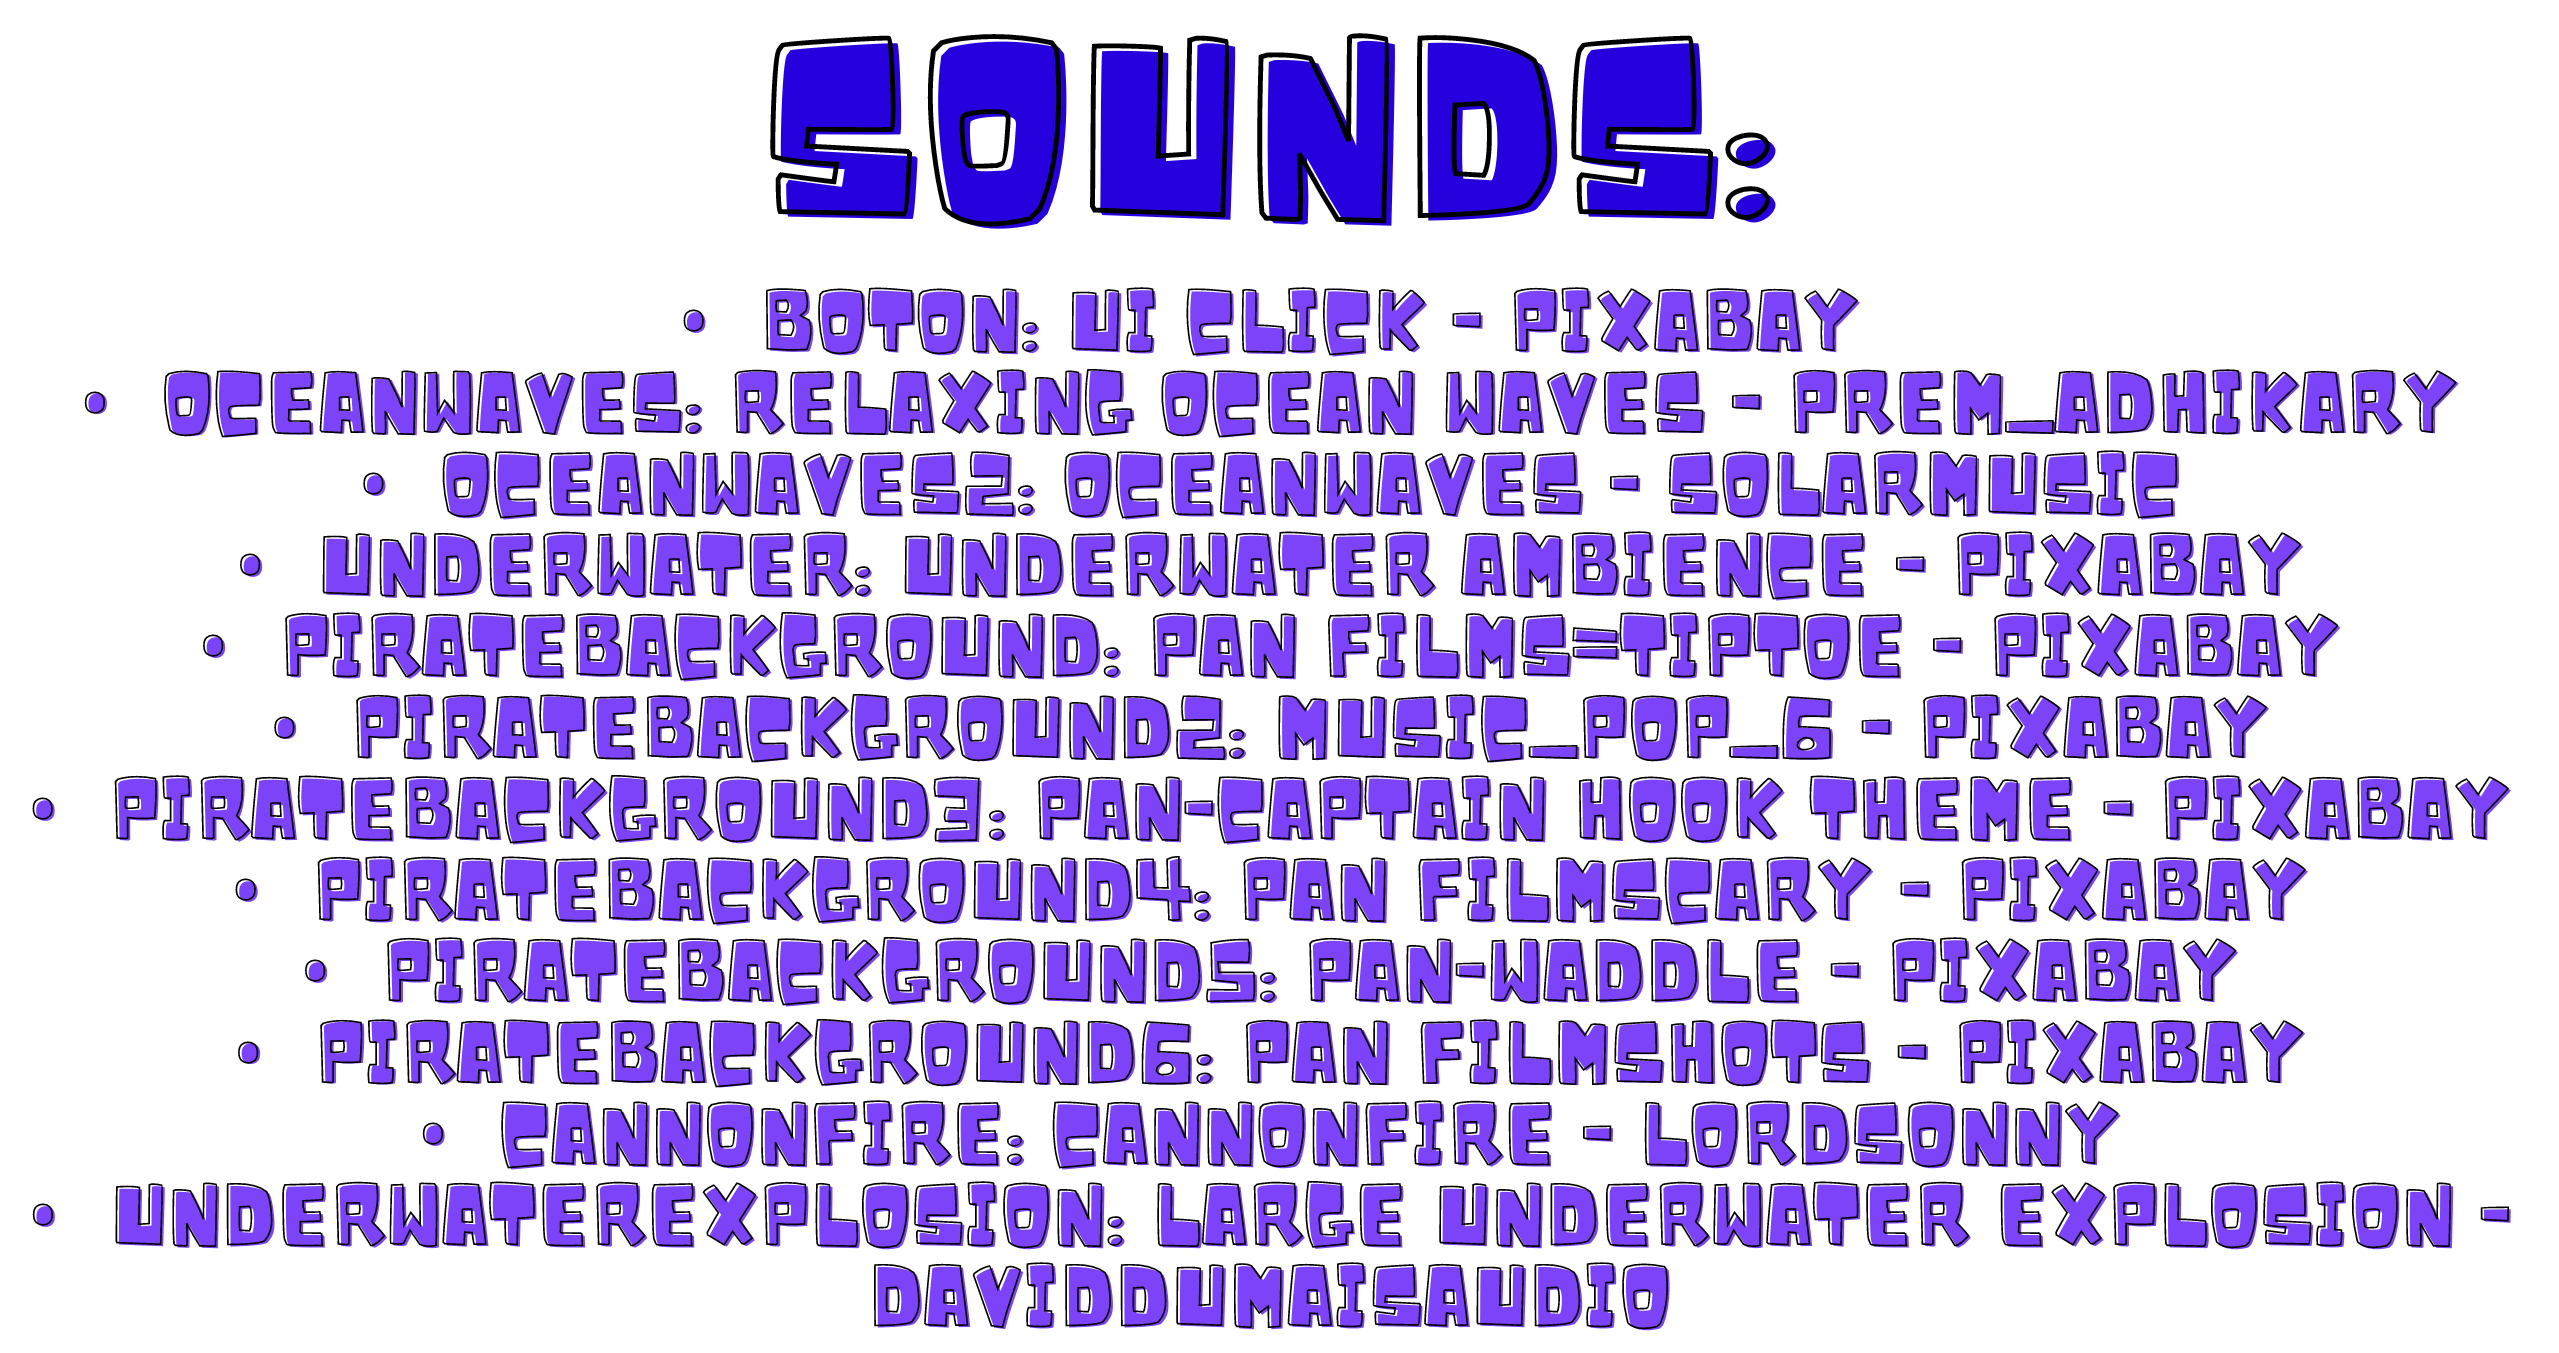 SOUNDS:
• BOTON: UI CLICK - PIXABAY
• OCEANWAVES: RELAXING OCEAN WAVES - PREM_ADHIKARY
• OCEANWAVES2: OCEANWAVES - SOLARMUSIC
• UNDERWATER: UNDERWATER AMBIENCE - PIXABAY
• PIRATEBACKGROUND: PAN FILMS=TIPTOE - PIXABAY
• PIRATEBACKGROUND2: MUSIC_POP_6 - PIXABAY
• PIRATEBACKGROUND3: PAN-CAPTAIN HOOK THEME - PIXABAY
• PIRATEBACKGROUND4: PAN FILMSCARY - PIXABAY
• PIRATEBACKGROUND5: PAN-WADDLE - PIXABAY
• PIRATEBACKGROUND6: PAN FILMSHOTS - PIXABAY
• CANNONFIRE: CANNONFIRE - LORDSONNY
• UNDERWATEREXPLOSION: LARGE UNDERWATER EXPLOSION -
DAVIDDUMAISAUDIO